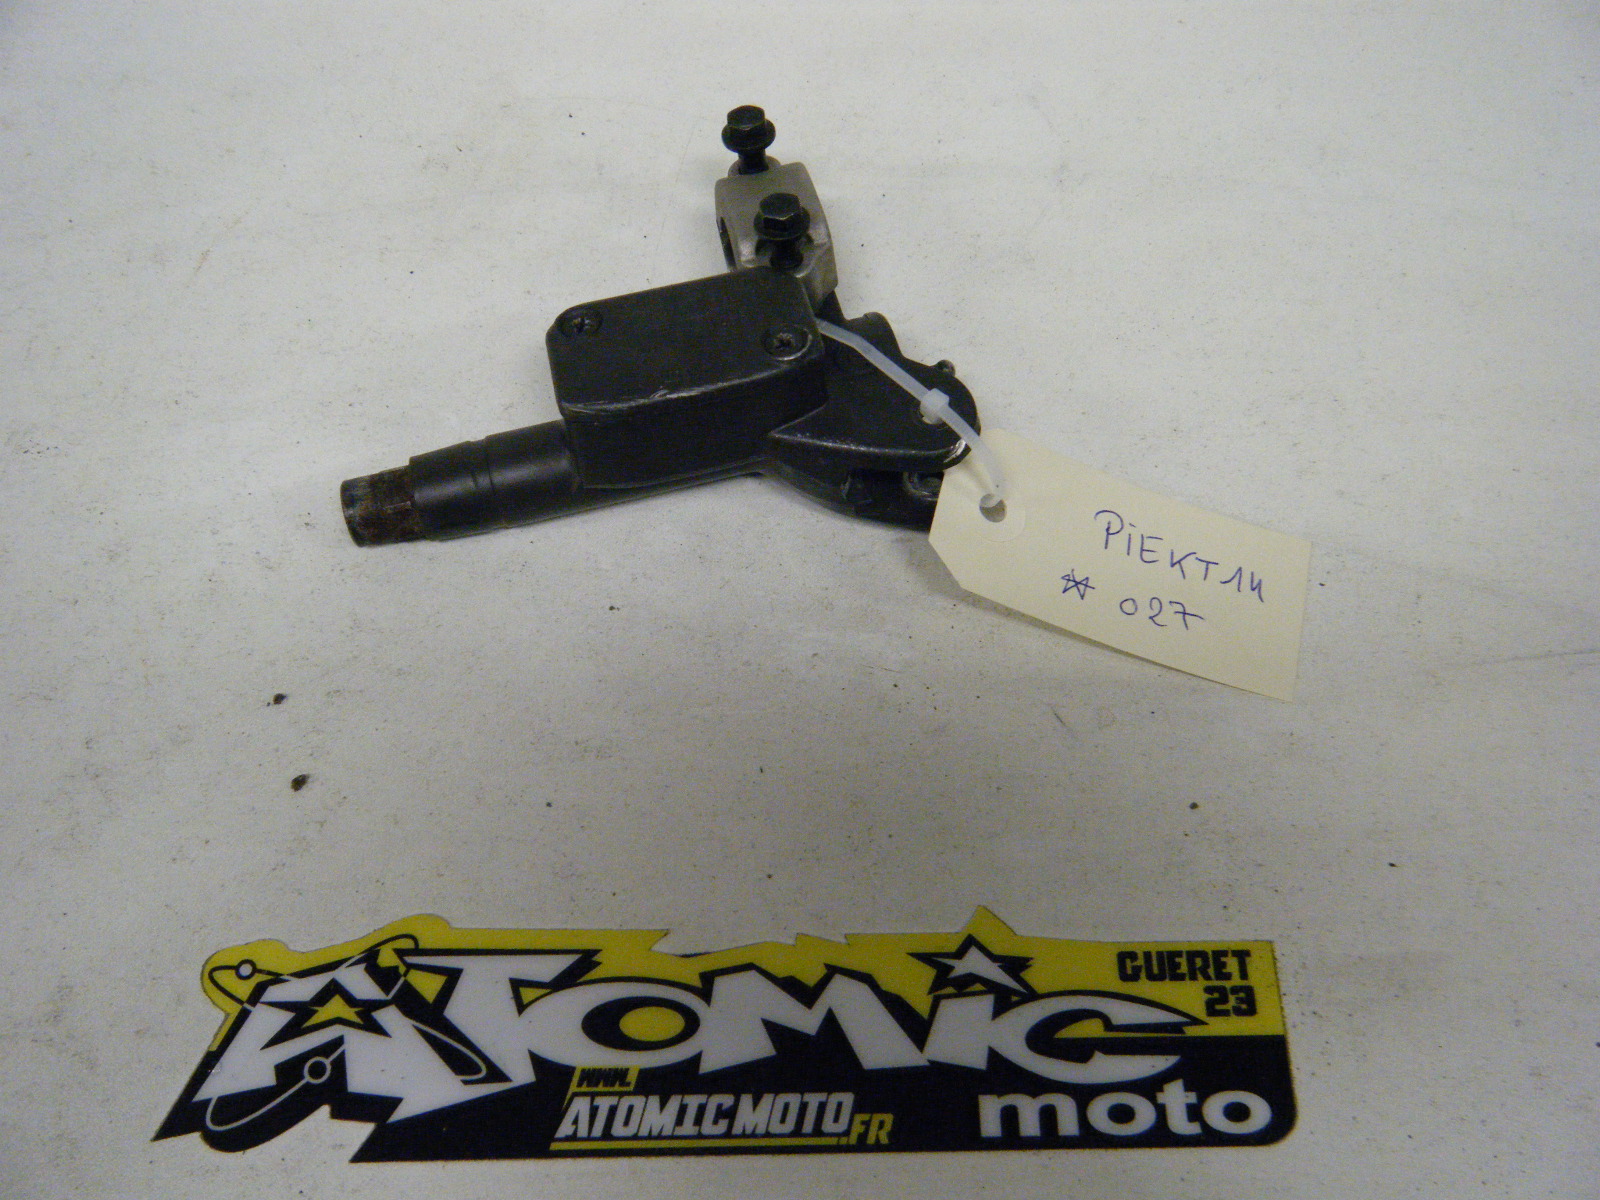 PIEKT14
☆ 027
ATOMIC
GUERET
23
moto
WWW.
ATOMICMOTO.FR